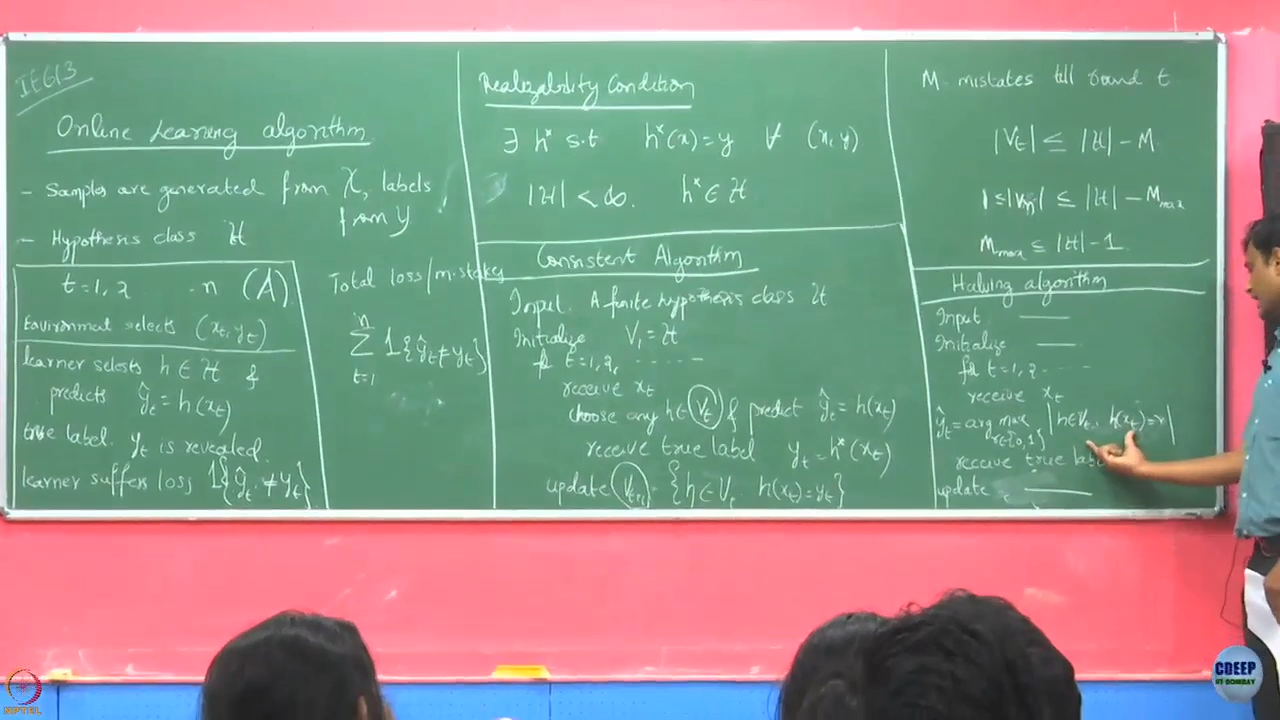 IE613
Online Learning algorithm
- Samples are generated from X, labels
from Y
- Hypothesis class H
t=1, 2 .. n (A)
Environmat selects (x_t, y_t)
learner selects h ∈ H &
predicts ŷ_t = h(x_t)
true label y_t is revealed.
learner suffers loss 1{ŷ_t ≠ y_t}
Total loss/mistakes
n
∑ 1{ŷ_t ≠ y_t}
t=1
Realizability Condition
∃ h* s.t h*(x) = y ∀ (x, y)
|H| < ∞. h* ∈ H
Consistent Algorithm
Input. A finite hypothesis class H
Initialize V_1 = H
for t=1, 2, ......
receive x_t
choose any h ∈ V_t & predict ŷ_t = h(x_t)
receive true label y_t = h*(x_t)
update V_t+1 = {h ∈ V_t h(x_t) = y_t}
M mistakes till round t
|V_t| ≤ |H| - M
1 ≤ |V_n| ≤ |H| - M_max
M_max ≤ |H| - 1
Halving algorithm
Input ——
Initialize ——
for t=1, 2 .....
receive x_t
ŷ_t = arg max |h ∈ V_t, h(x_t) = r|
r∈{0,1}
receive true
update ——
NPTEL
CDEEP
IIT BOMBAY